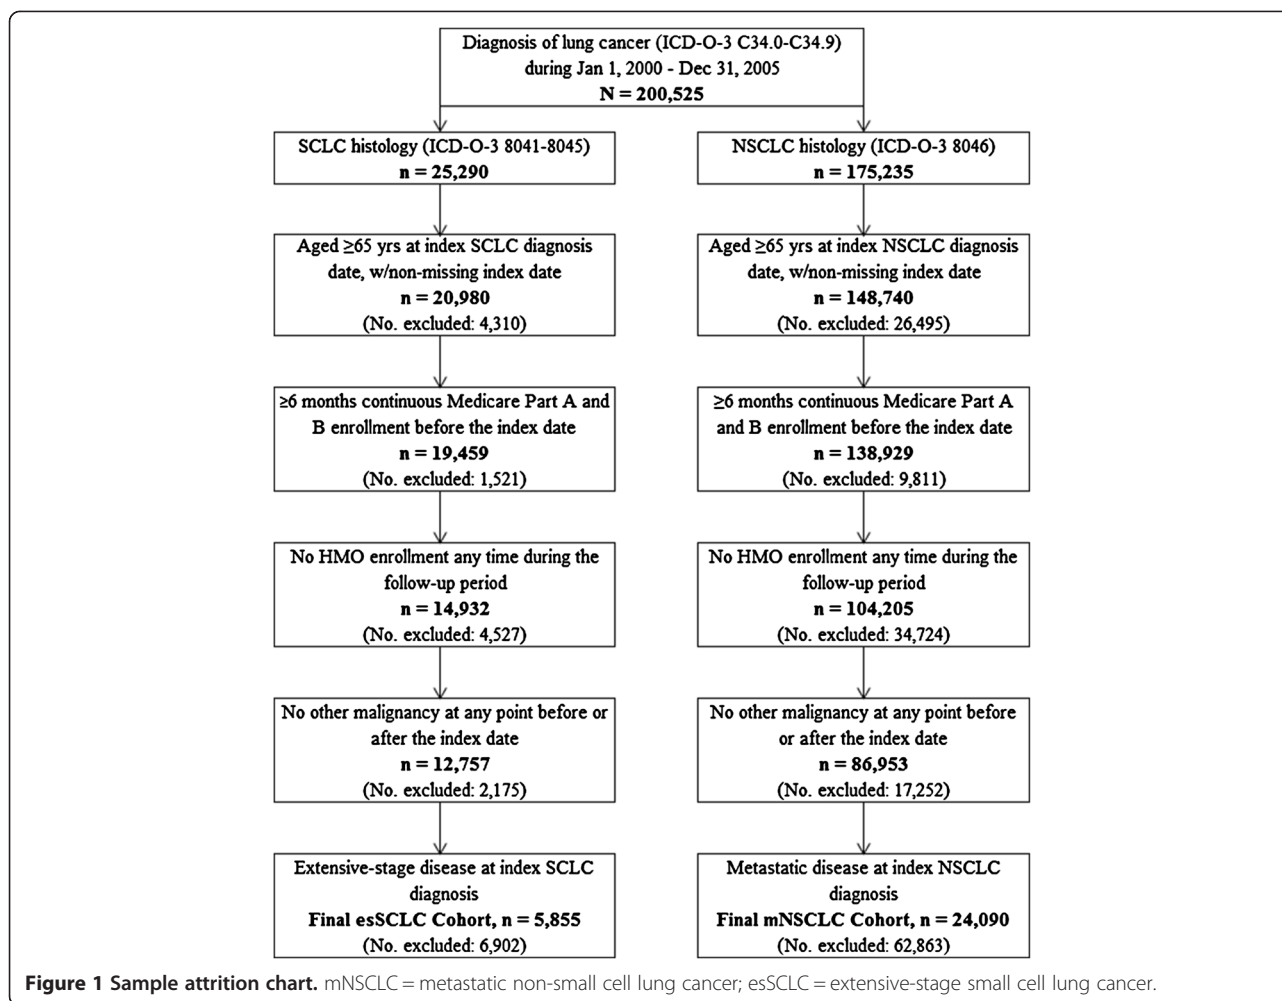 Diagnosis of lung cancer (ICD-O-3 C34.0-C34.9)
during Jan 1, 2000 - Dec 31, 2005
N = 200,525
SCLC histology (ICD-O-3 8041-8045)
n = 25,290
NSCLC histology (ICD-O-3 8046)
n = 175,235
Aged ≥65 yrs at index SCLC diagnosis
date, w/non-missing index date
n = 20,980
(No. excluded: 4,310)
Aged ≥65 yrs at index NSCLC diagnosis
date, w/non-missing index date
n = 148,740
(No. excluded: 26,495)
≥6 months continuous Medicare Part A and
B enrollment before the index date
n = 19,459
(No. excluded: 1,521)
≥6 months continuous Medicare Part A
and B enrollment before the index date
n = 138,929
(No. excluded: 9,811)
No HMO enrollment any time during the
follow-up period
n = 14,932
(No. excluded: 4,527)
No HMO enrollment any time during the
follow-up period
n = 104,205
(No. excluded: 34,724)
No other malignancy at any point before or
after the index date
n = 12,757
(No. excluded: 2,175)
No other malignancy at any point before
or after the index date
n = 86,953
(No. excluded: 17,252)
Extensive-stage disease at index SCLC
diagnosis
Final esSCLC Cohort, n = 5,855
(No. excluded: 6,902)
Metastatic disease at index NSCLC
diagnosis
Final mNSCLC Cohort, n = 24,090
(No. excluded: 62,863)
Figure 1 Sample attrition chart. mNSCLC = metastatic non-small cell lung cancer; esSCLC = extensive-stage small cell lung cancer.